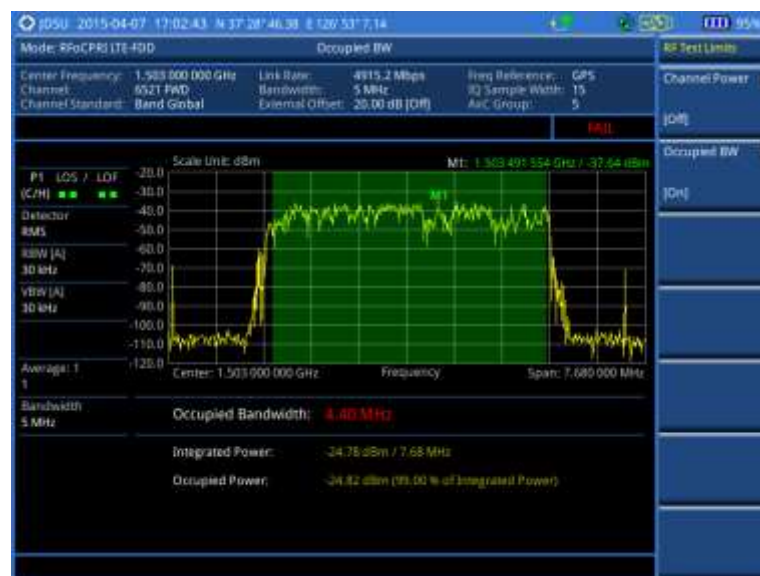 JDSU 2015-04-07 17:02:43 N 37° 28' 46.38 E 126° 53' 7.14 95%
Mode: RFoCPRI LTE-FDD Occupied BW RF Test Limits
Center Frequency: 1.503 000 000 GHz Link Rate: 4915.2 Mbps Freq Reference: GPS
Channel: 6521 FWD Bandwidth: 5 MHz IQ Sample Width: 15
Channel Standard: Band Global External Offset: 20.00 dB [Off] AxC Group: 5
FAIL
Channel Power
[Off]
Occupied BW
[On]
Scale Unit: dBm M1: 1.503 491 554 GHz / -37.64 dBm
P1 LOS / LOF
(C/H)
Detector
RMS
RBW [A]
30 kHz
VBW [A]
30 kHz
Average: 1
1
Bandwidth
5 MHz
-20.0
-30.0
-40.0
-50.0
-60.0
-70.0
-80.0
-90.0
-100.0
-110.0
-120.0
M1
Center: 1.503 000 000 GHz Frequency Span: 7.680 000 MHz
Occupied Bandwidth: 4.40 MHz
Integrated Power: -24.78 dBm / 7.68 MHz
Occupied Power: -24.82 dBm (99.00 % of Integrated Power)